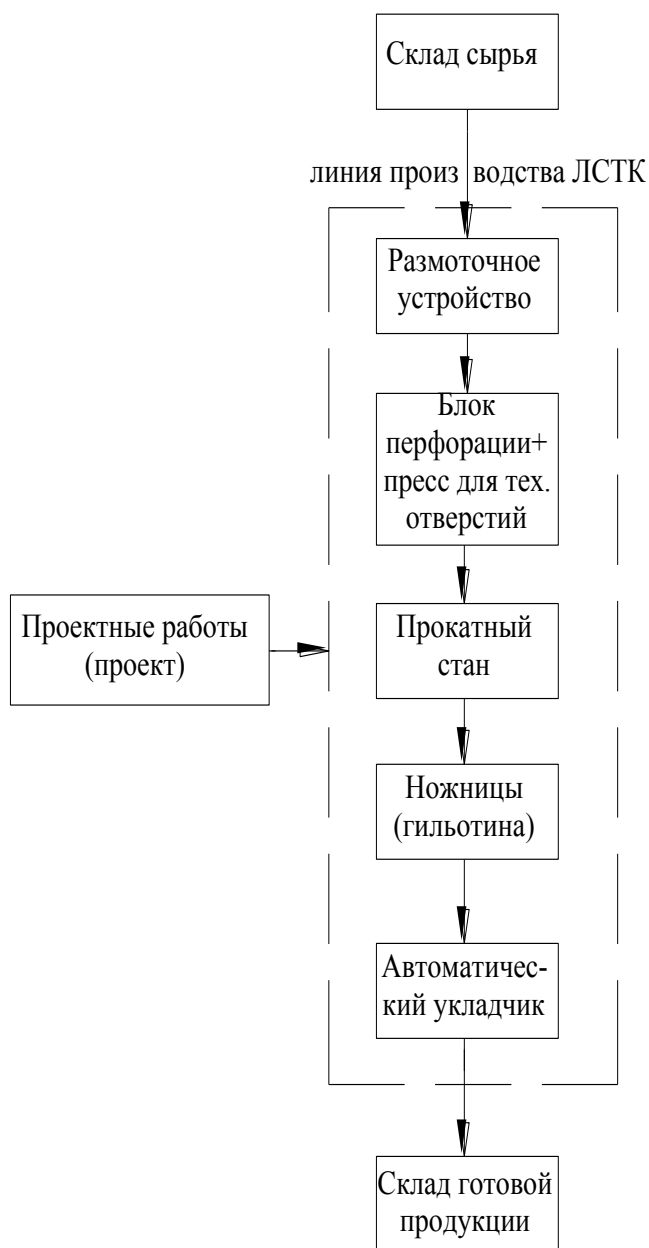 Склад сырья
линия произ водства ЛСТК
Размоточное
устройство
Блок
перфорации+
пресс для тех.
отверстий
Проектные работы
(проект)
Прокатный
стан
Ножницы
(гильотина)
Автоматичес-
кий укладчик
Склад готовой
продукции